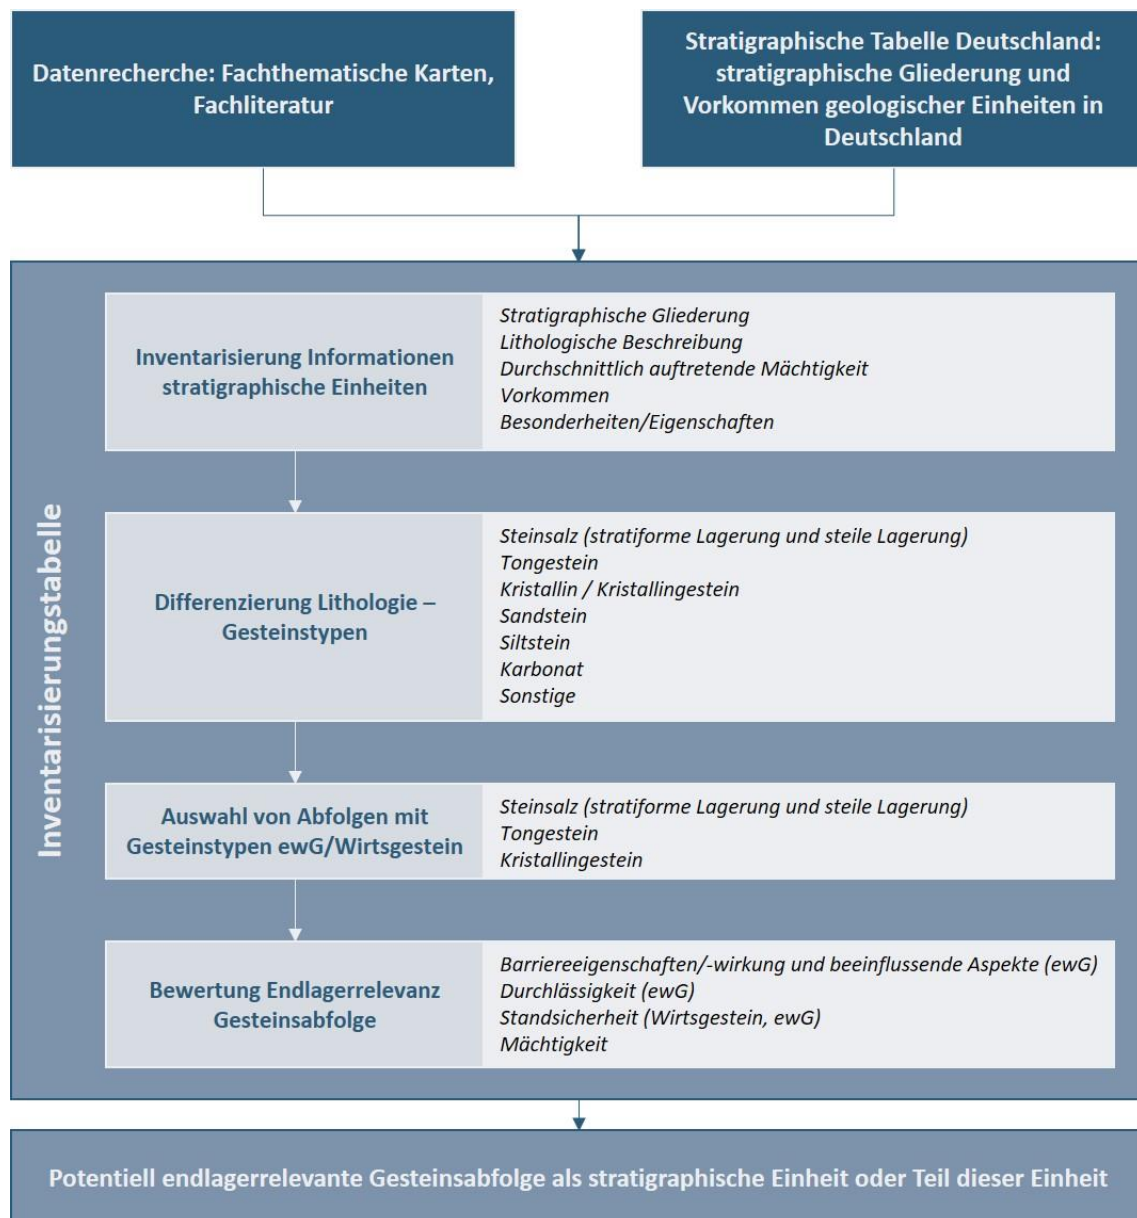 Datenrecherche: Fachthematische Karten,
Fachliteratur
Stratigraphische Tabelle Deutschland:
stratigraphische Gliederung und
Vorkommen geologischer Einheiten in
Deutschland
Inventarisierungstabelle
Inventarisierung Informationen
stratigraphische Einheiten
Stratigraphische Gliederung
Lithologische Beschreibung
Durchschnittlich auftretende Mächtigkeit
Vorkommen
Besonderheiten/Eigenschaften
Differenzierung Lithologie –
Gesteinstypen
Steinsalz (stratiforme Lagerung und steile Lagerung)
Tongestein
Kristallin / Kristallingestein
Sandstein
Siltstein
Karbonat
Sonstige
Auswahl von Abfolgen mit
Gesteinstypen ewG/Wirtsgestein
Steinsalz (stratiforme Lagerung und steile Lagerung)
Tongestein
Kristallingestein
Bewertung Endlagerrelevanz
Gesteinsabfolge
Barriereeigenschaften/-wirkung und beeinflussende Aspekte (ewG)
Durchlässigkeit (ewG)
Standsicherheit (Wirtsgestein, ewG)
Mächtigkeit
Potentiell endlagerrelevante Gesteinsabfolge als stratigraphische Einheit oder Teil dieser Einheit